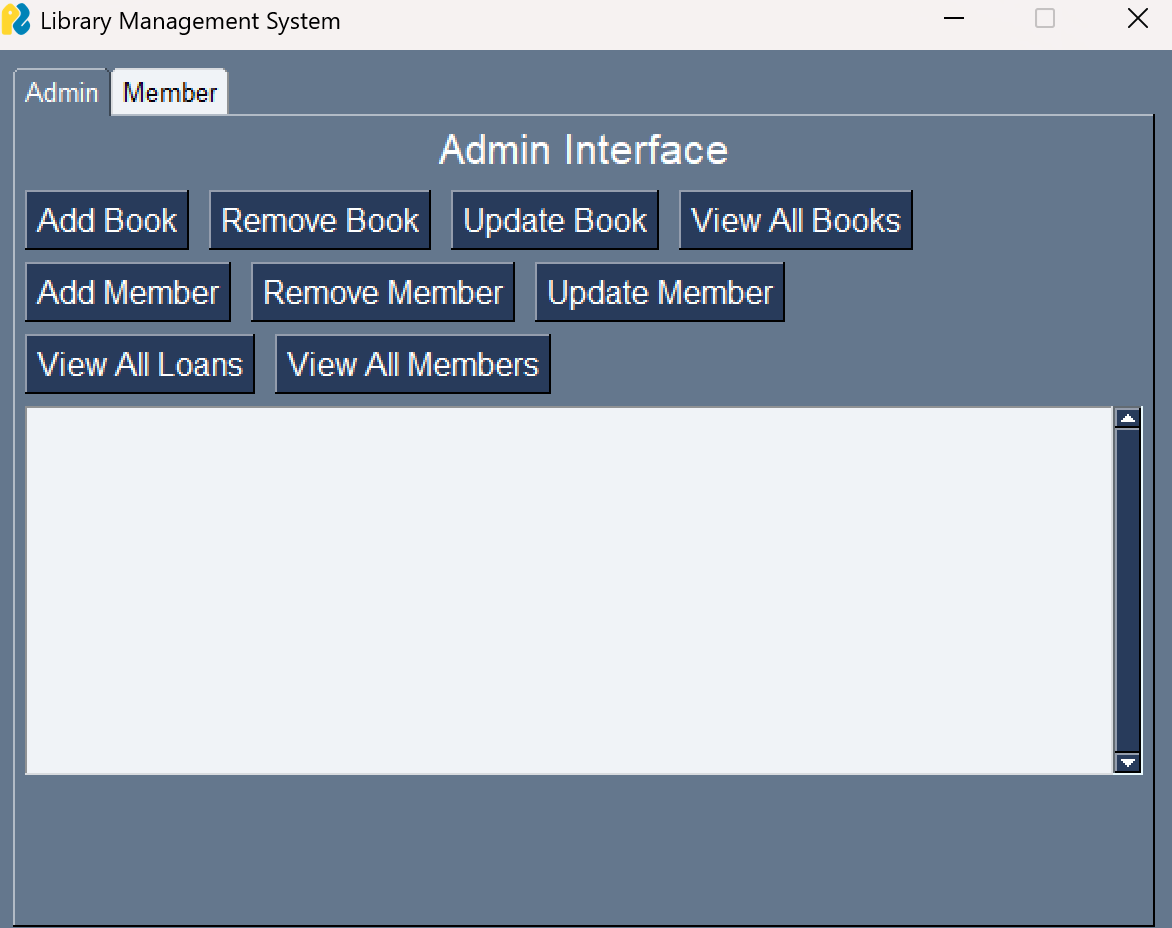 Library Management System
Admin Member
Admin Interface
Add Book Remove Book Update Book View All Books
Add Member Remove Member Update Member
View All Loans View All Members